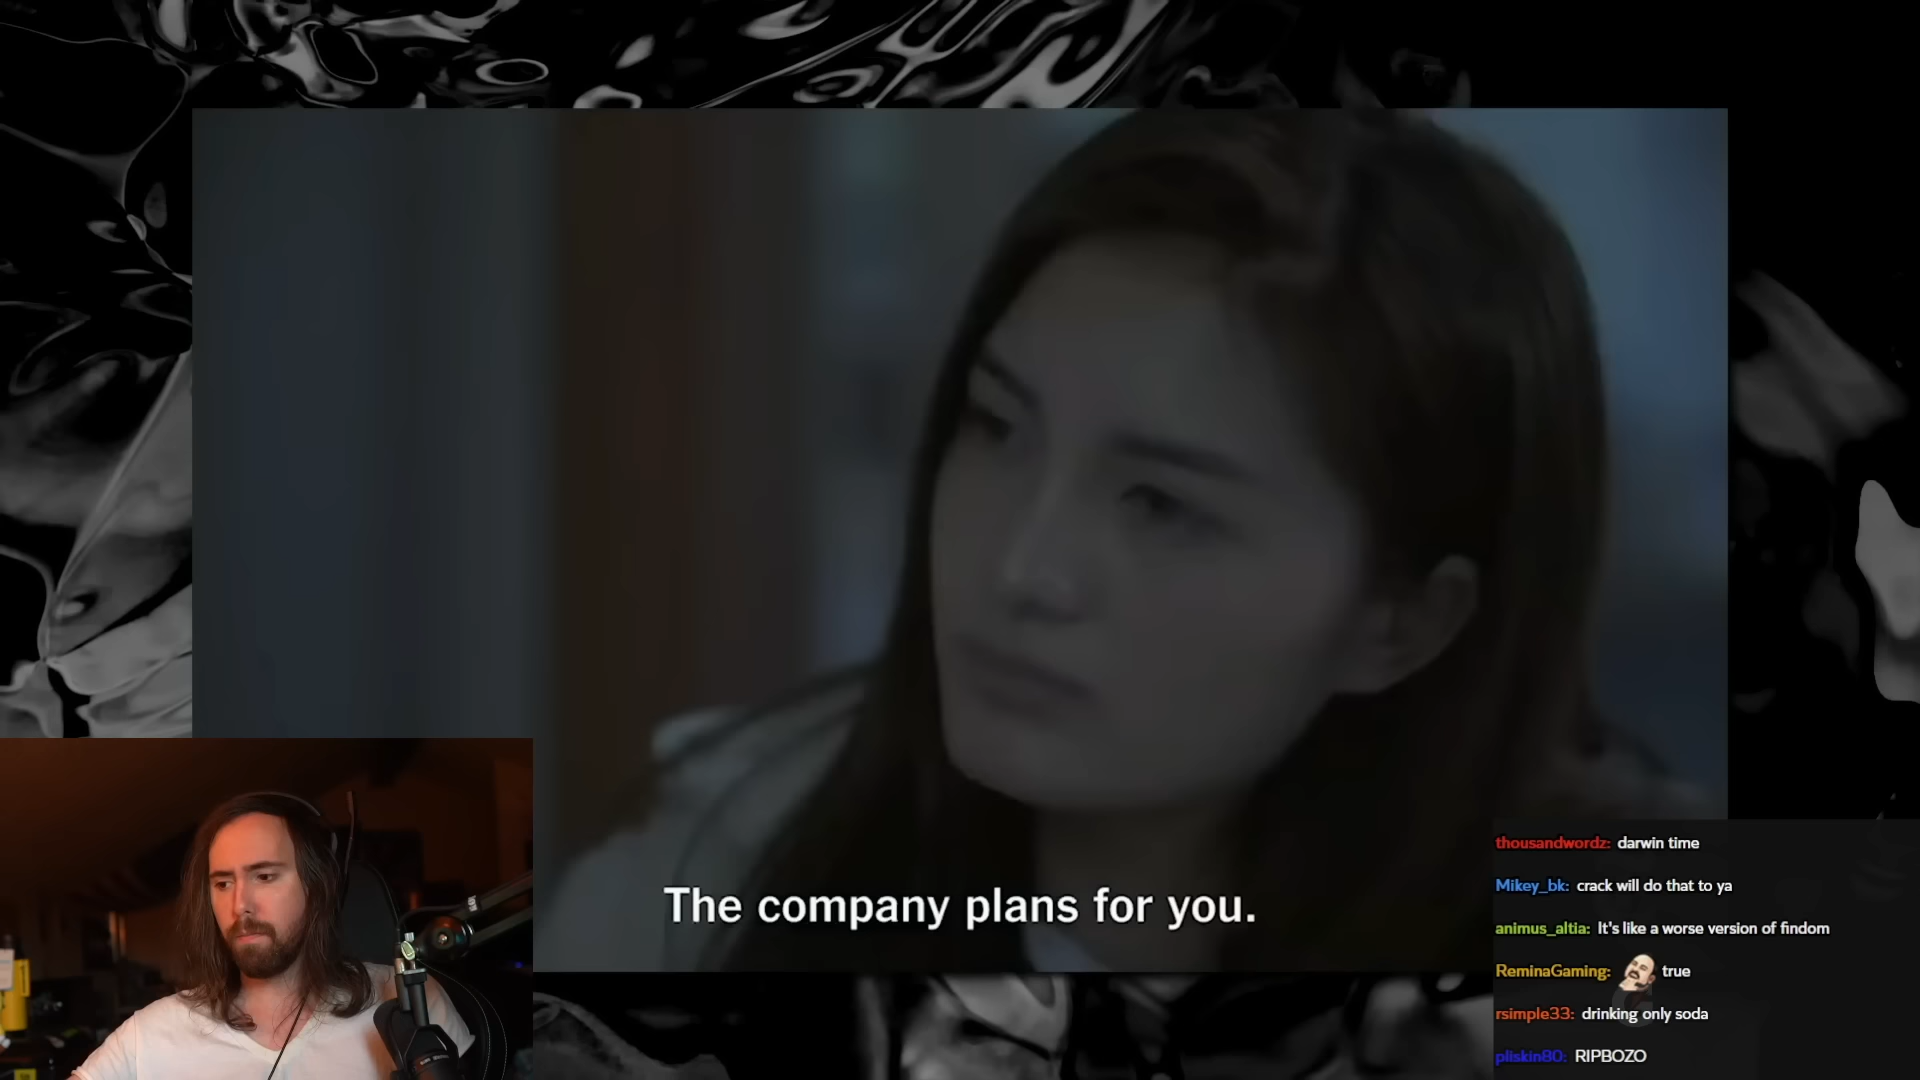 The company plans for you.
thousandwordz: darwin time
Mikey_bk: crack will do that to ya
animus_altia: It's like a worse version of findom
ReminaGaming: true
rsimple33: drinking only soda
pliskin80: RIPBOZO